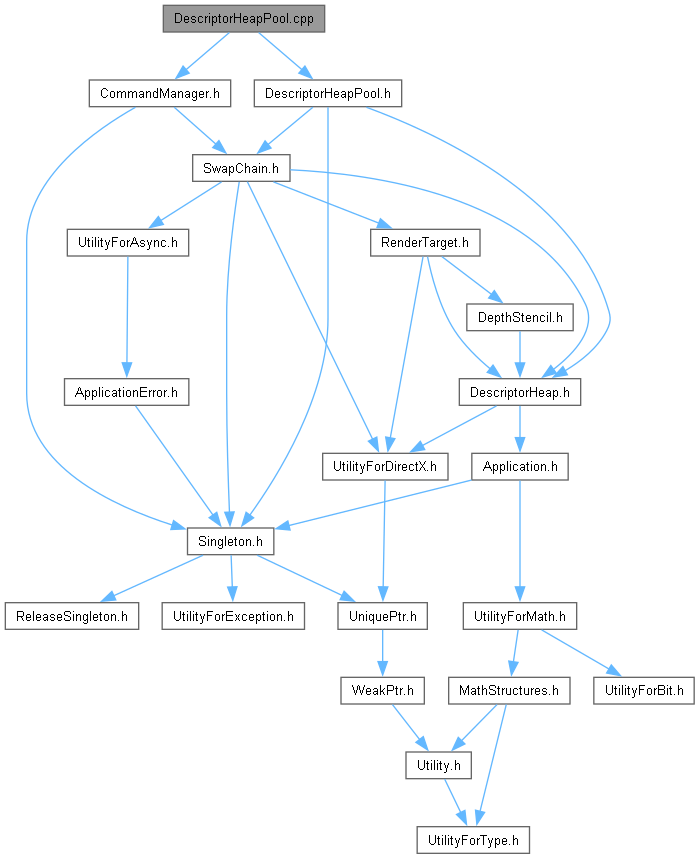 DescriptorHeapPool.cpp
CommandManager.h
DescriptorHeapPool.h
SwapChain.h
UtilityForAsync.h
RenderTarget.h
DepthStencil.h
ApplicationError.h
DescriptorHeap.h
UtilityForDirectX.h
Application.h
Singleton.h
ReleaseSingleton.h
UtilityForException.h
UniquePtr.h
UtilityForMath.h
WeakPtr.h
MathStructures.h
UtilityForBit.h
Utility.h
UtilityForType.h